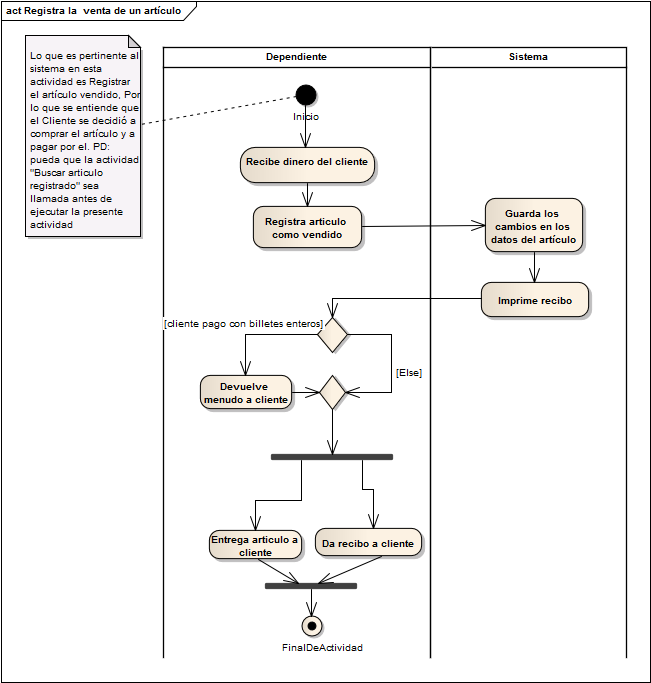 act Registra la venta de un artículo
Lo que es pertinente al
sistema en esta
actividad es Registrar
el artículo vendido, Por
lo que se entiende que
el Cliente se decidió a
comprar el artículo y a
pagar por el. PD:
pueda que la actividad
"Buscar articulo
registrado" sea
llamada antes de
ejecutar la presente
actividad
Dependiente
Sistema
Inicio
Recibe dinero del cliente
Registra articulo
como vendido
Guarda los
cambios en los
datos del artículo
Imprime recibo
[cliente pago con billetes enteros]
[Else]
Devuelve
menudo a cliente
Entrega articulo a
cliente
Da recibo a cliente
FinalDeActividad